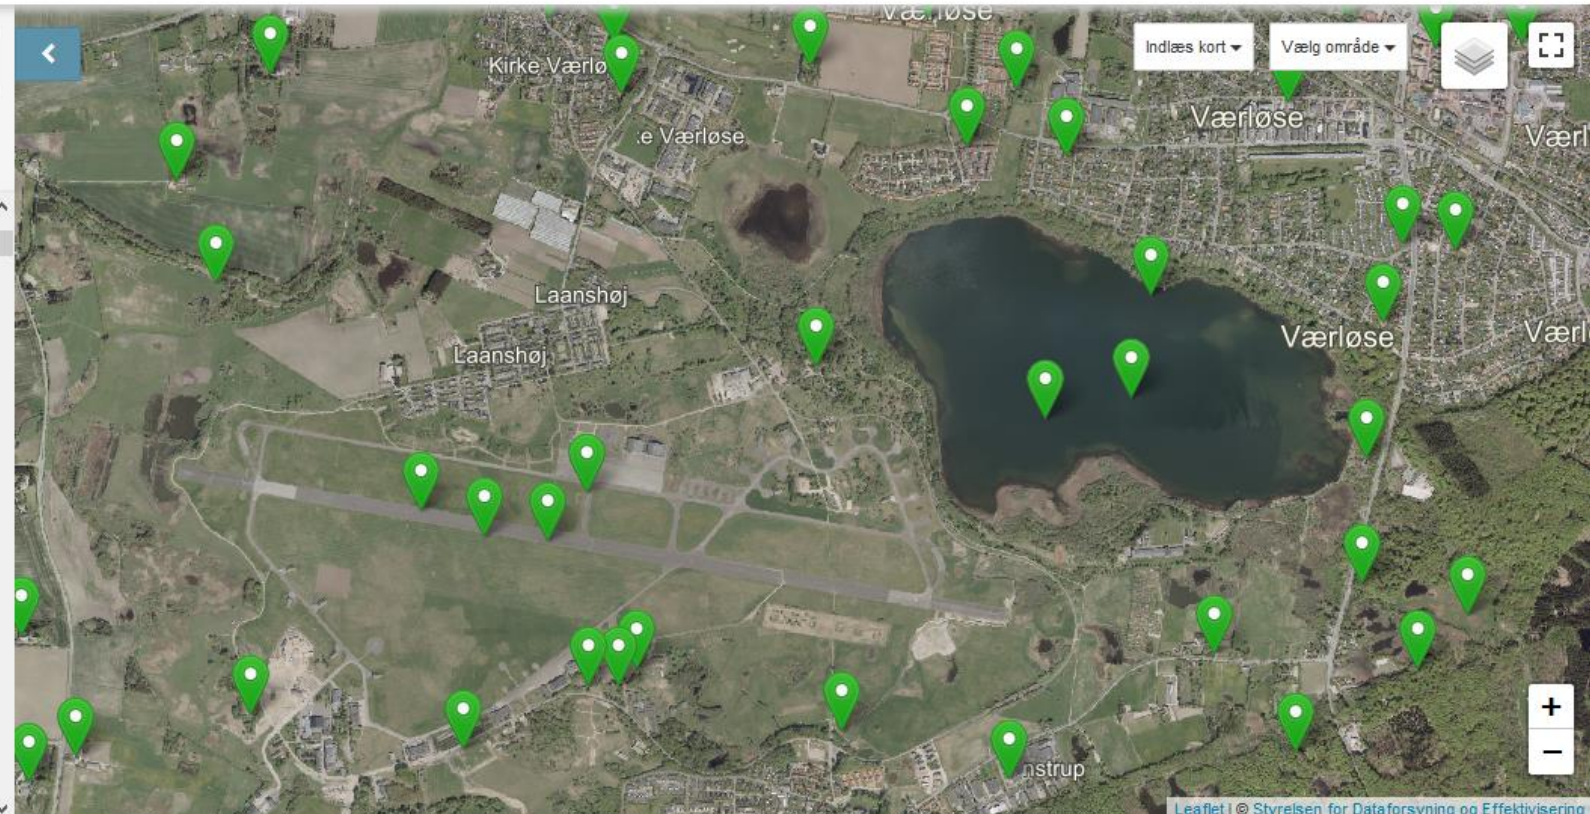 Værløse
Indlæs kort
Vælg område
Kirke Værlø
.e Værløse
Værløse
Værl
Laanshøj
Laanshøj
Værløse
Værl
nstrup
+
−
Leaflet | © Styrelsen for Dataforsyning og Effektivisering